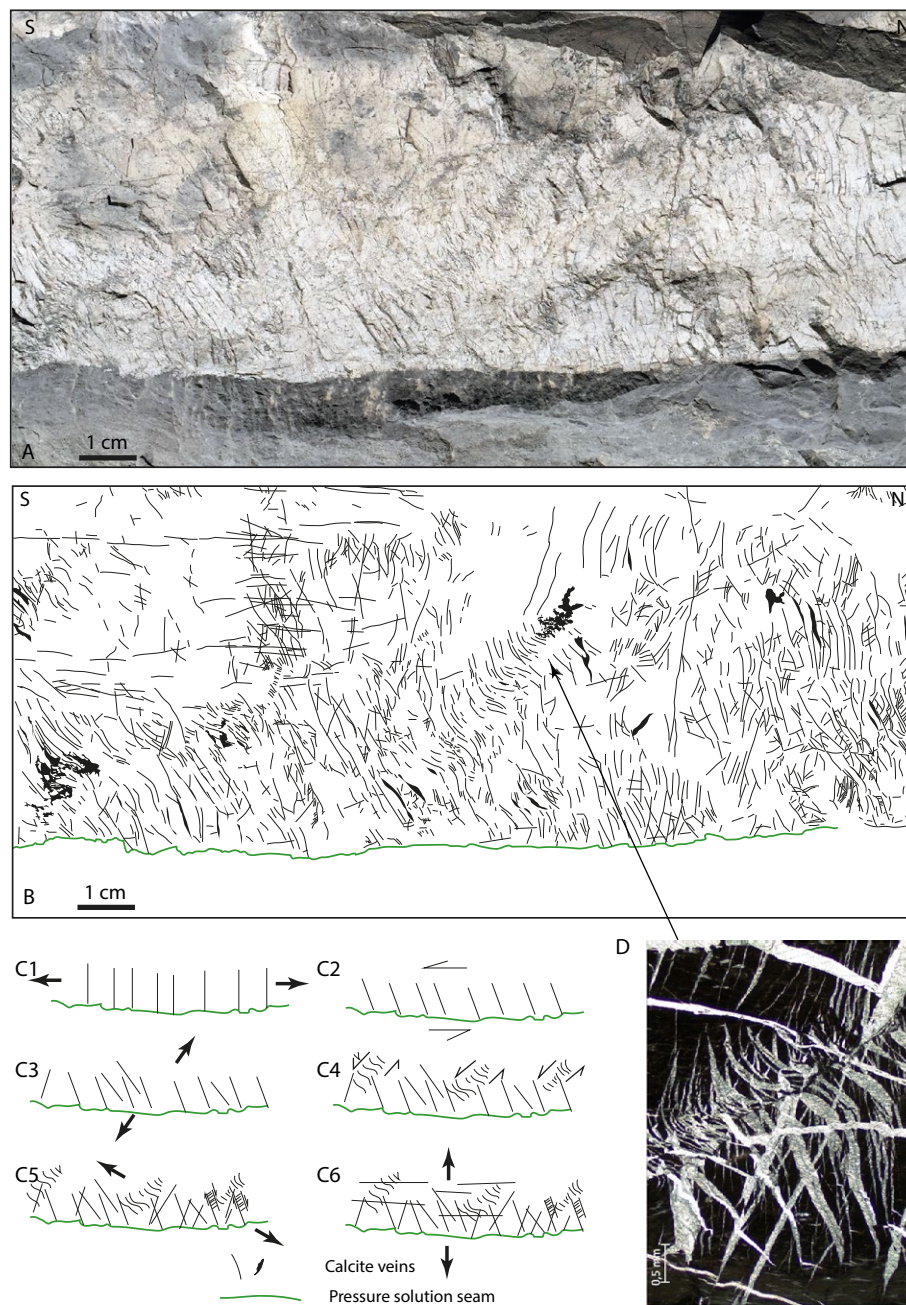 S N
A 1 cm
S N
B 1 cm
C1 C2 D
C3 C4
C5 C6
Calcite veins
Pressure solution seam
0,5 mm